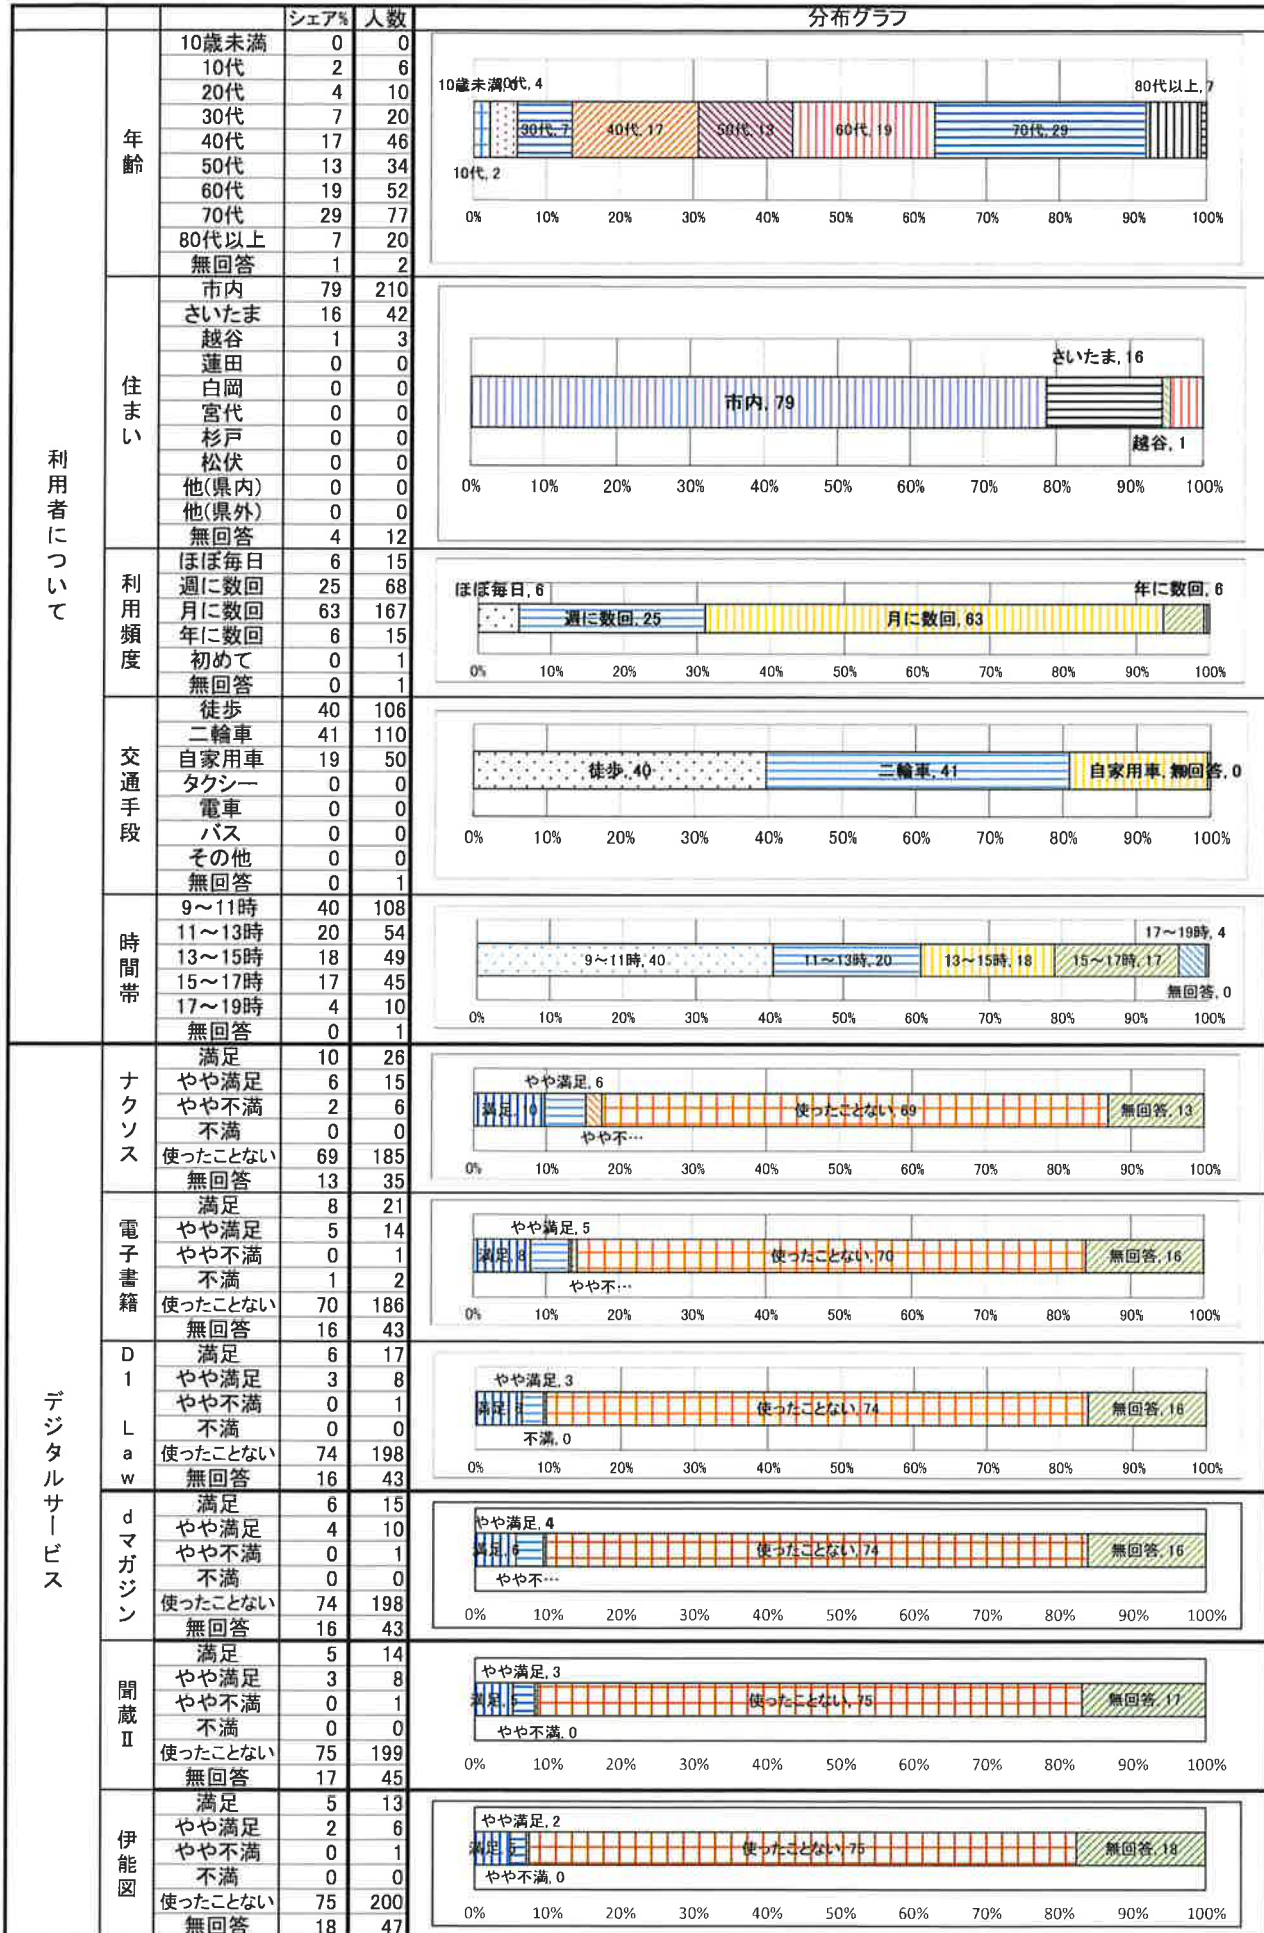 シェア% 人数 分布グラフ
利用者について
年齢
10歳未満 0 0
10代 2 6
20代 4 10
30代 7 20
40代 17 46
50代 13 34
60代 19 52
70代 29 77
80代以上 7 20
無回答 1 2
10歳未満, 0 20代, 4 80代以上, 7
30代, 7 40代, 17 50代, 13 60代, 19 70代, 29
10代, 2
0% 10% 20% 30% 40% 50% 60% 70% 80% 90% 100%
住まい
市内 79 210
さいたま 16 42
越谷 1 3
蓮田 0 0
白岡 0 0
宮代 0 0
杉戸 0 0
松伏 0 0
他(県内) 0 0
他(県外) 0 0
無回答 4 12
さいたま, 16
市内, 79
越谷, 1
0% 10% 20% 30% 40% 50% 60% 70% 80% 90% 100%
利用頻度
ほぼ毎日 6 15
週に数回 25 68
月に数回 63 167
年に数回 6 15
初めて 0 1
無回答 0 1
ほぼ毎日, 6 年に数回, 6
週に数回, 25 月に数回, 63
0% 10% 20% 30% 40% 50% 60% 70% 80% 90% 100%
交通手段
徒歩 40 106
二輪車 41 110
自家用車 19 50
タクシー 0 0
電車 0 0
バス 0 0
その他 0 0
無回答 0 1
徒歩, 40 二輪車, 41 自家用車, 19 無回答, 0
0% 10% 20% 30% 40% 50% 60% 70% 80% 90% 100%
時間帯
9～11時 40 108
11～13時 20 54
13～15時 18 49
15～17時 17 45
17～19時 4 10
無回答 0 1
17～19時, 4
9～11時, 40 11～13時, 20 13～15時, 18 15～17時, 17
無回答, 0
0% 10% 20% 30% 40% 50% 60% 70% 80% 90% 100%
デジタルサービス
ナクソス
満足 10 26
やや満足 6 15
やや不満 2 6
不満 0 0
使ったことない 69 185
無回答 13 35
やや満足, 6
満足, 10 使ったことない, 69 無回答, 13
やや不…
0% 10% 20% 30% 40% 50% 60% 70% 80% 90% 100%
電子書籍
満足 8 21
やや満足 5 14
やや不満 0 1
不満 1 2
使ったことない 70 186
無回答 16 43
やや満足, 5
満足, 8 使ったことない, 70 無回答, 16
やや不…
0% 10% 20% 30% 40% 50% 60% 70% 80% 90% 100%
D1 Law
満足 6 17
やや満足 3 8
やや不満 0 1
不満 0 0
使ったことない 74 198
無回答 16 43
やや満足, 3
満足, 6 使ったことない, 74 無回答, 16
不満, 0
0% 10% 20% 30% 40% 50% 60% 70% 80% 90% 100%
dマガジン
満足 6 15
やや満足 4 10
やや不満 0 1
不満 0 0
使ったことない 74 198
無回答 16 43
やや満足, 4
満足, 6 使ったことない, 74 無回答, 16
やや不…
0% 10% 20% 30% 40% 50% 60% 70% 80% 90% 100%
聞蔵Ⅱ
満足 5 14
やや満足 3 8
やや不満 0 1
不満 0 0
使ったことない 75 199
無回答 17 45
やや満足, 3
満足, 5 使ったことない, 75 無回答, 17
やや不満, 0
0% 10% 20% 30% 40% 50% 60% 70% 80% 90% 100%
伊能図
満足 5 13
やや満足 2 6
やや不満 0 1
不満 0 0
使ったことない 75 200
無回答 18 47
やや満足, 2
満足, 5 使ったことない, 75 無回答, 18
やや不満, 0
0% 10% 20% 30% 40% 50% 60% 70% 80% 90% 100%